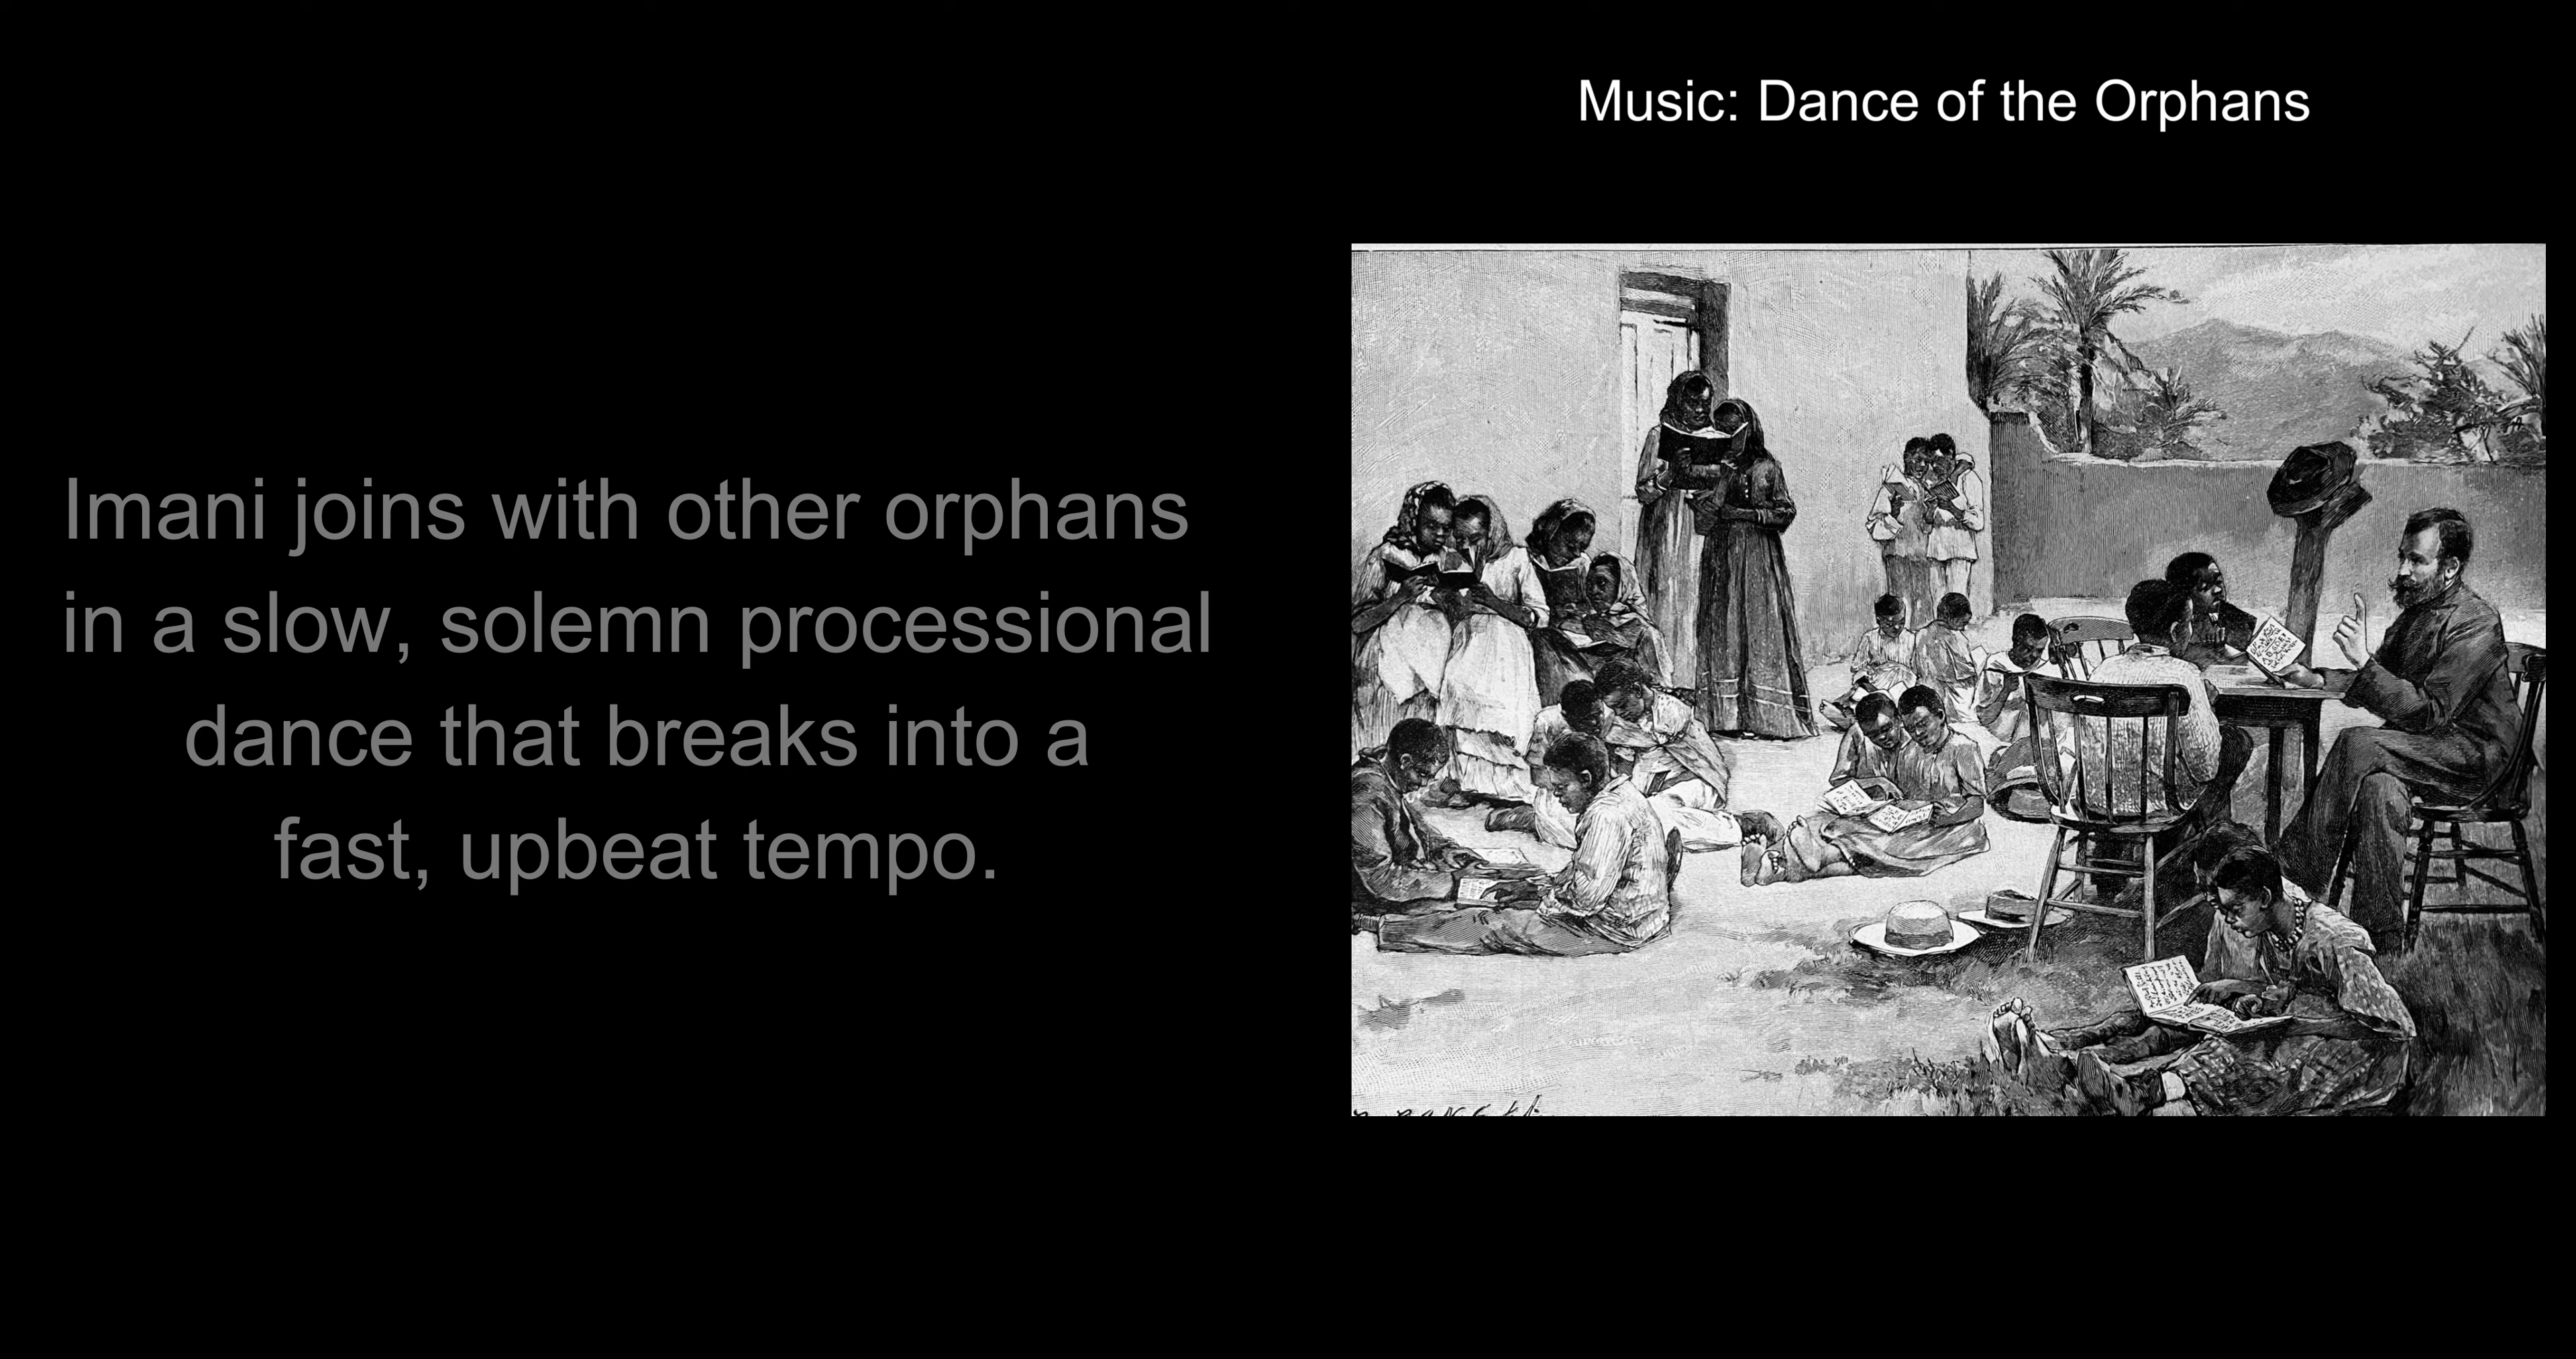 Music: Dance of the Orphans
Imani joins with other orphans
in a slow, solemn processional
dance that breaks into a
fast, upbeat tempo.